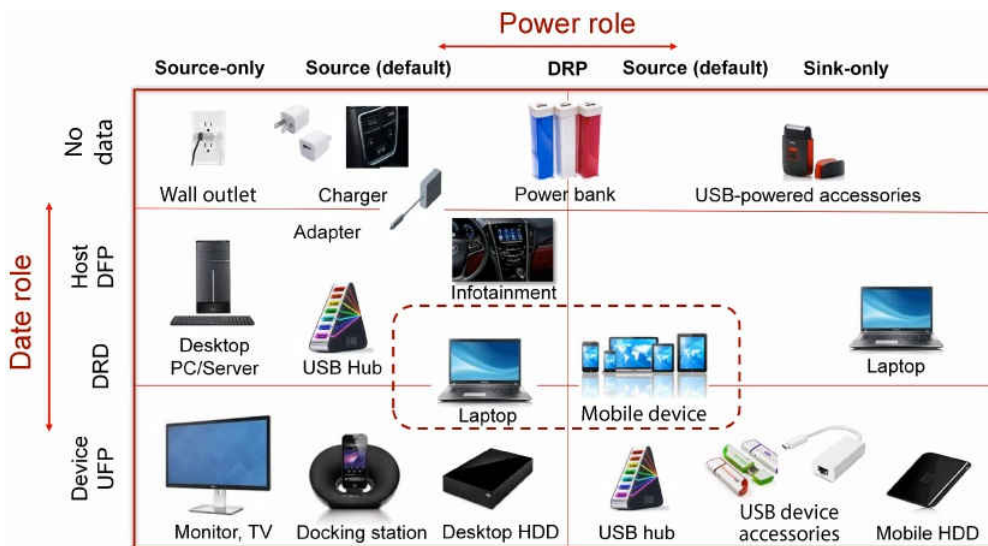 Power role
Source-only Source (default) DRP Source (default) Sink-only
No data
Wall outlet Charger Power bank USB-powered accessories
Adapter
Date role
Host DFP
Infotainment
Desktop PC/Server
USB Hub
Laptop
DRD
Laptop
Mobile device
Device UFP
Monitor, TV
Docking station
Desktop HDD
USB hub
USB device accessories
Mobile HDD